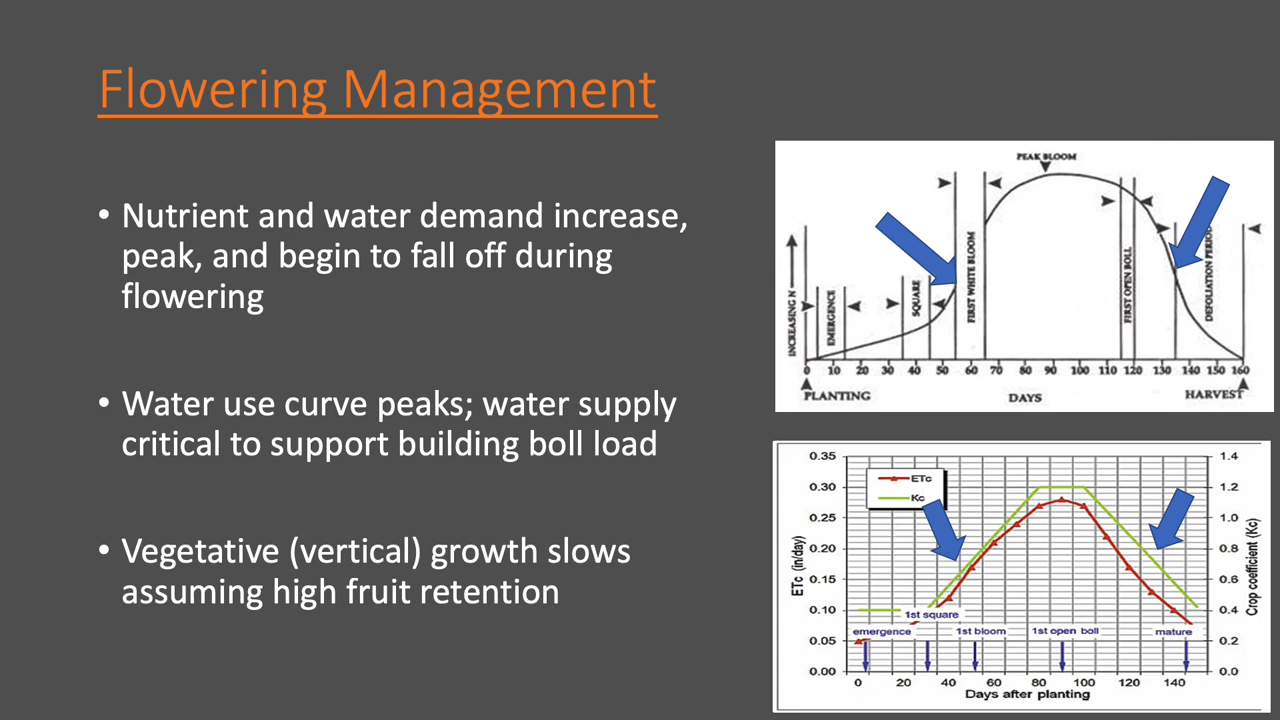 Flowering Management
• Nutrient and water demand increase,
peak, and begin to fall off during
flowering
• Water use curve peaks; water supply
critical to support building boll load
• Vegetative (vertical) growth slows
assuming high fruit retention
PEAK BLOOM
INCREASING N
EMERGENCE
SQUARE
FIRST WHITE BLOOM
FIRST OPEN BOLL
DEFOLIATION PERIOD
0 10 20 30 40 50 60 70 80 90 100 110 120 130 140 150 160
PLANTING DAYS HARVEST
0.35 1.4
0.30 1.2
0.25 1.0
0.20 0.8
0.15 0.6
0.10 0.4
0.05 0.2
0.00 0.0
ETc
Kc
ETc (in/day)
Crop coefficient (Kc)
1st square
emergence 1st bloom 1st open boll mature
0 20 40 60 80 100 120 140
Days after planting